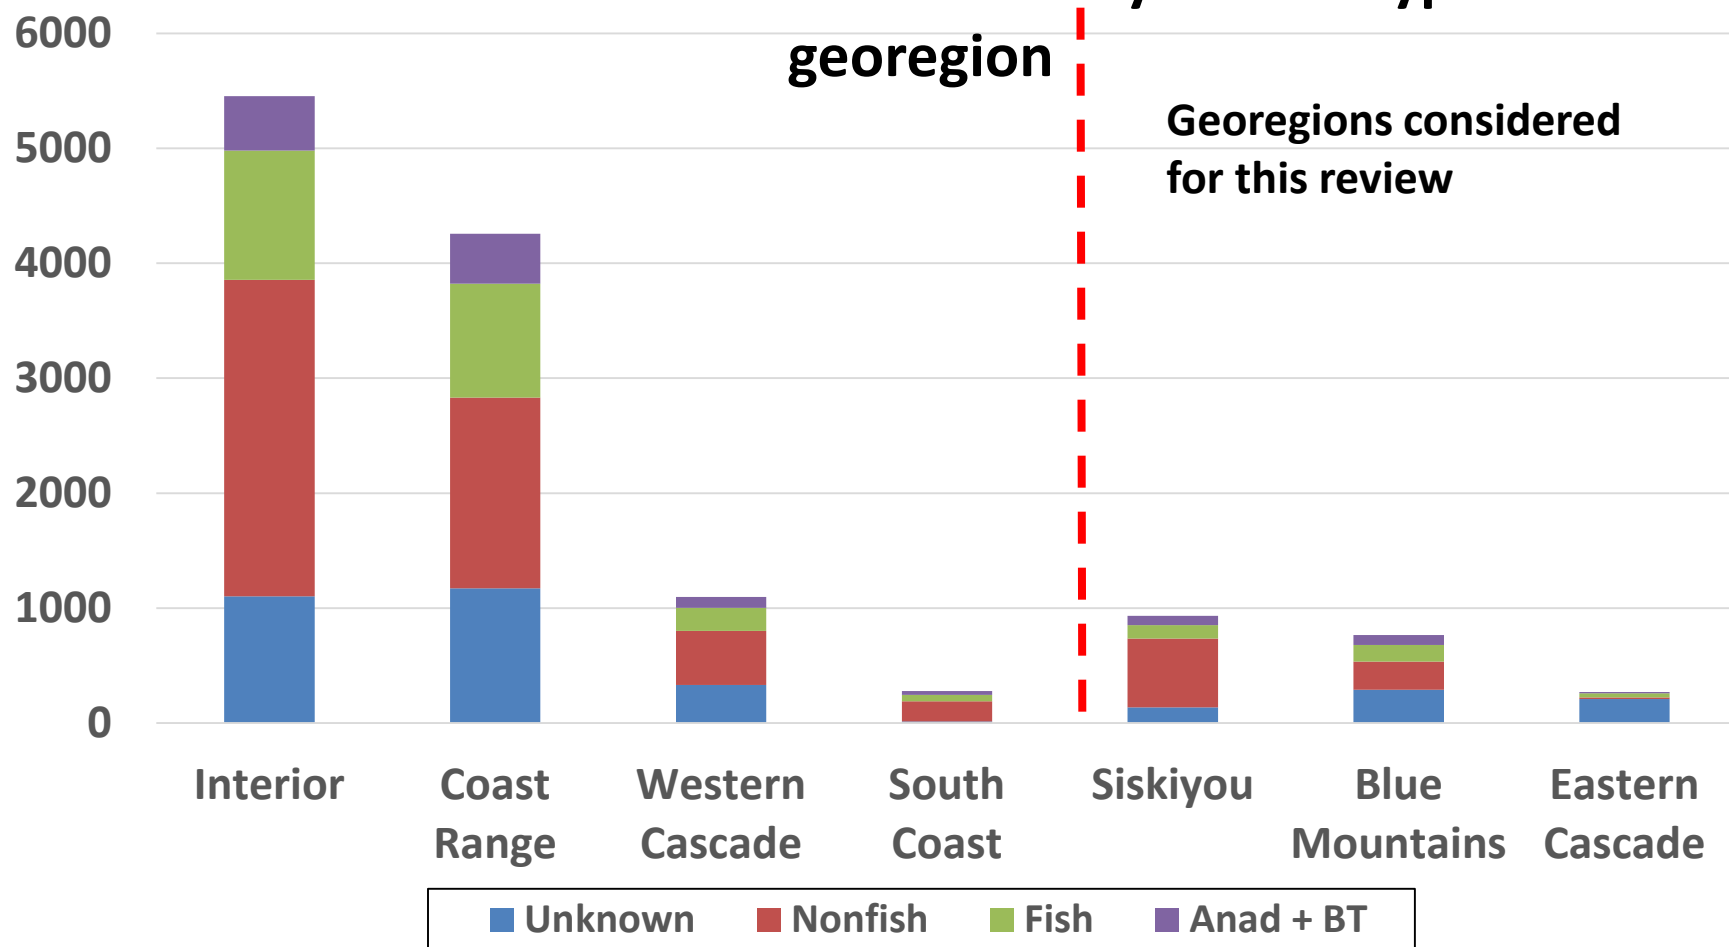 georegion
Georegions considered
for this review
6000
5000
4000
3000
2000
1000
0
Interior
Coast
Range
Western
Cascade
South
Coast
Siskiyou
Blue
Mountains
Eastern
Cascade
Unknown
Nonfish
Fish
Anad + BT